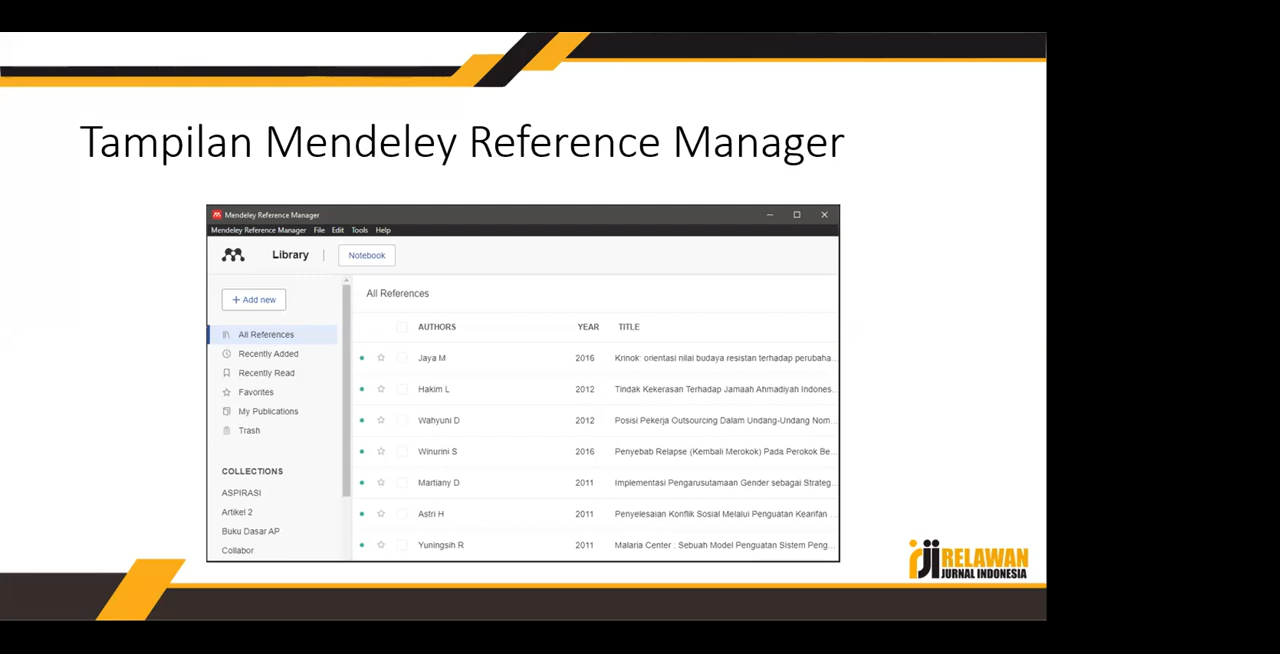 Tampilan Mendeley Reference Manager
Mendeley Reference Manager
Mendeley Reference Manager File Edit Tools Help
Library | Notebook
+ Add new
All References
Recently Added
Recently Read
Favorites
My Publications
Trash
COLLECTIONS
ASPIRASI
Artikel 2
Buku Dasar AP
Collabor
All References
AUTHORS YEAR TITLE
Jaya M 2016 Krinok: orientasi nilai budaya resistan terhadap perubaha...
Hakim L 2012 Tindak Kekerasan Terhadap Jamaah Ahmadiyah Indones...
Wahyuni D 2012 Posisi Pekerja Outsourcing Dalam Undang-Undang Nom...
Winurini S 2016 Penyebab Relapse (Kembali Merokok) Pada Perokok Be...
Martiany D 2011 Implementasi Pengarusutamaan Gender sebagai Strateg...
Astri H 2011 Penyelesaian Konflik Sosial Melalui Penguatan Kearifan ...
Yuningsih R 2011 Malaria Center : Sebuah Model Penguatan Sistem Peng...
rji RELAWAN
JURNAL INDONESIA